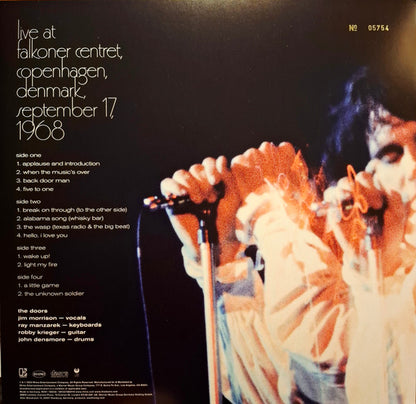 live at
falkoner centret,
copenhagen,
denmark,
september 17,
1968
Nº 05754
side one
1. applause and introduction
2. when the music's over
3. back door man
4. five to one
side two
1. break on through (to the other side)
2. alabama song (whisky bar)
3. the wasp (texas radio & the big beat)
4. hello, i love you
side three
1. wake up!
2. light my fire
side four
1. a little game
2. the unknown soldier
the doors
jim morrison – vocals
ray manzarek – keyboards
robby krieger – guitar
john densmore – drums